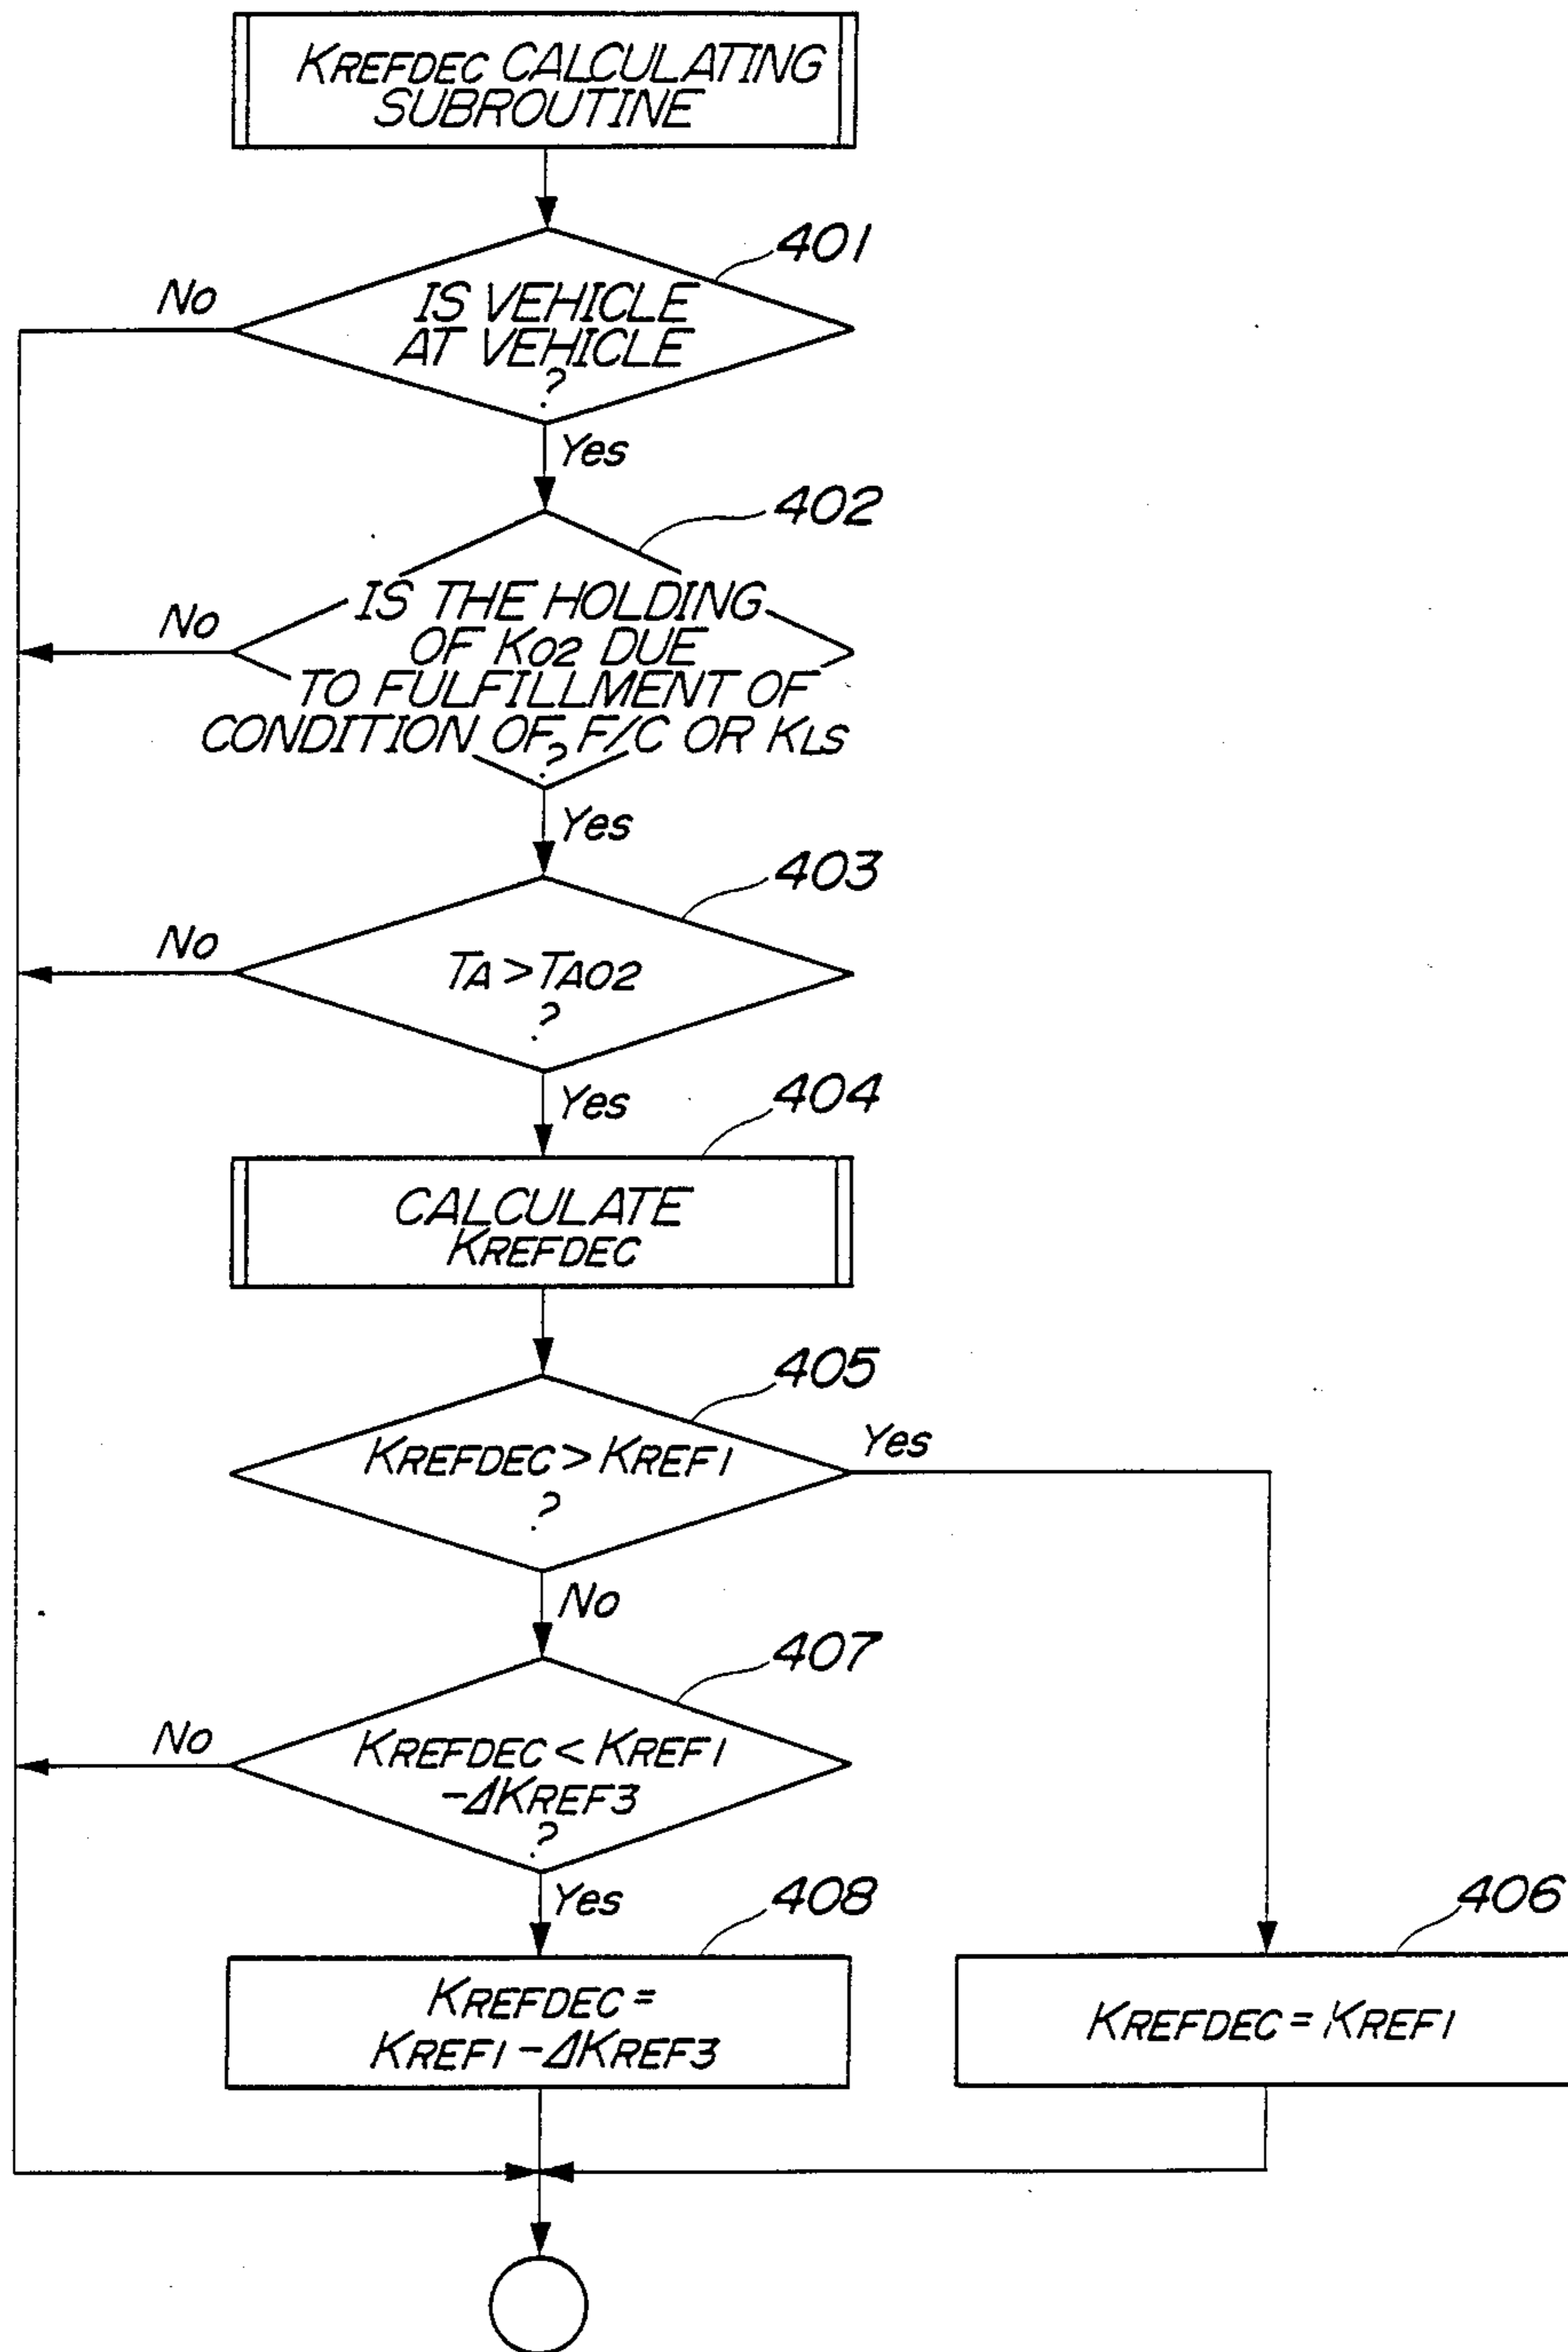 KREFDEC CALCULATING
SUBROUTINE
401
No
IS VEHICLE
AT VEHICLE
?
Yes
402
No
IS THE HOLDING
OF KO2 DUE
TO FULFILLMENT OF
CONDITION OF F/C OR KLS
?
Yes
403
No
TA > TAO2
?
Yes
404
CALCULATE
KREFDEC
405
KREFDEC > KREF1
?
Yes
No
407
No
KREFDEC < KREF1
-ΔKREF3
?
Yes
408
406
KREFDEC =
KREF1 - ΔKREF3
KREFDEC = KREF1